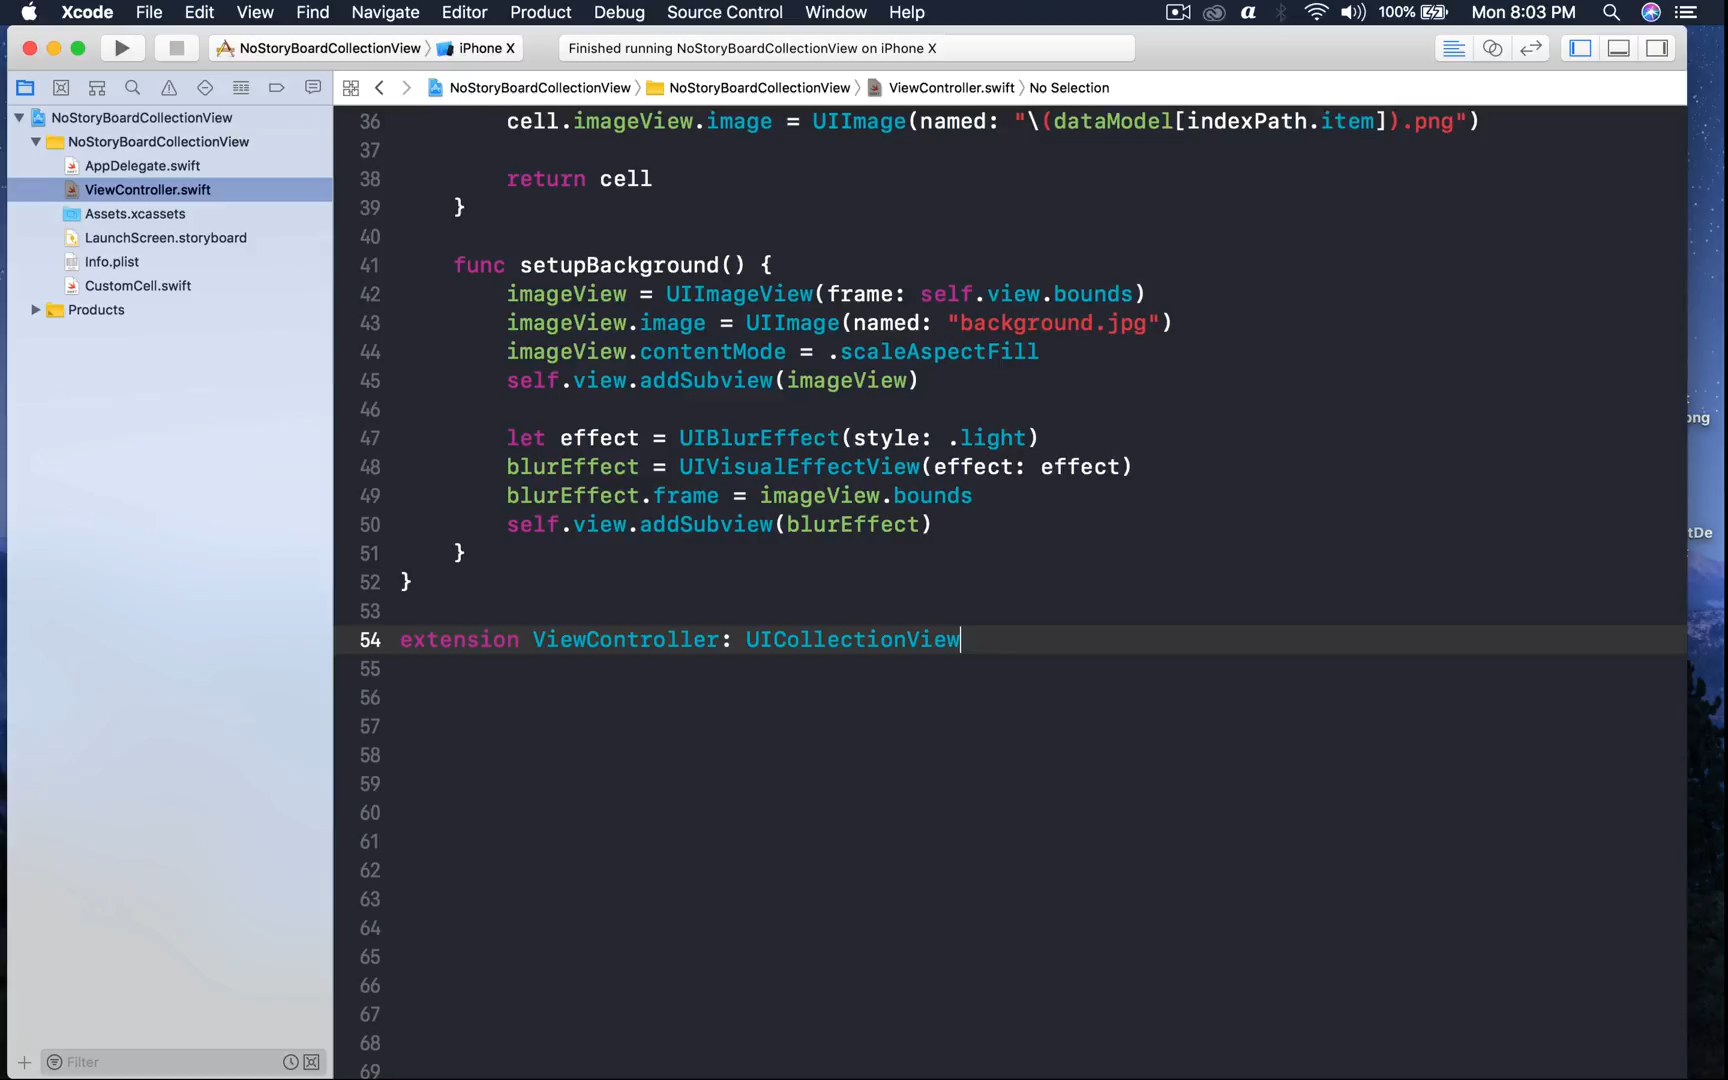 Xcode File Edit View Find Navigate Editor Product Debug Source Control Window Help 100% Mon 8:03 PM
NoStoryBoardCollectionView iPhone X Finished running NoStoryBoardCollectionView on iPhone X
NoStoryBoardCollectionView NoStoryBoardCollectionView ViewController.swift No Selection
NoStoryBoardCollectionView
NoStoryBoardCollectionView
AppDelegate.swift
ViewController.swift
Assets.xcassets
LaunchScreen.storyboard
Info.plist
CustomCell.swift
Products
Filter
36 cell.imageView.image = UIImage(named: "\(dataModel[indexPath.item]).png")
37
38 return cell
39 }
40
41 func setupBackground() {
42 imageView = UIImageView(frame: self.view.bounds)
43 imageView.image = UIImage(named: "background.jpg")
44 imageView.contentMode = .scaleAspectFill
45 self.view.addSubview(imageView)
46
47 let effect = UIBlurEffect(style: .light)
48 blurEffect = UIVisualEffectView(effect: effect)
49 blurEffect.frame = imageView.bounds
50 self.view.addSubview(blurEffect)
51 }
52 }
53
54 extension ViewController: UICollectionView
55
56
57
58
59
60
61
62
63
64
65
66
67
68
69
ong
tDe